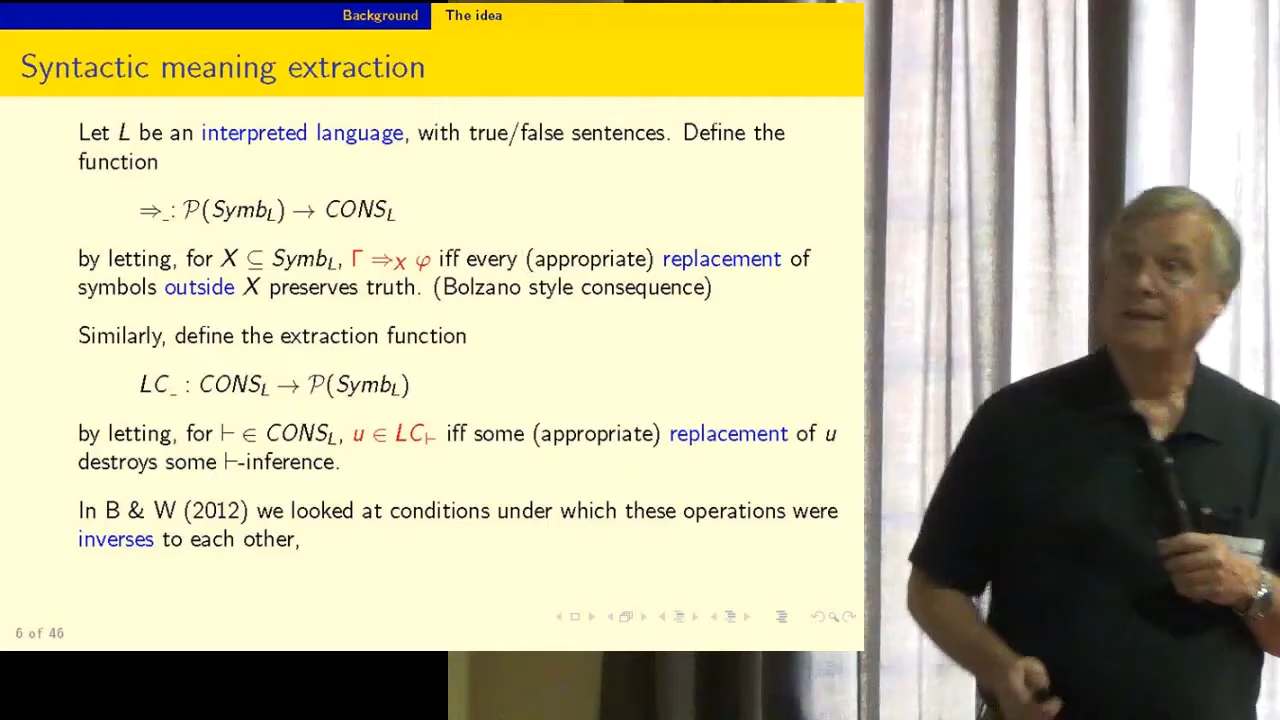 Background The idea
Syntactic meaning extraction
Let L be an interpreted language, with true/false sentences. Define the
function
⇒_: P(Symb_L) → CONS_L
by letting, for X ⊆ Symb_L, Γ ⇒_X φ iff every (appropriate) replacement of
symbols outside X preserves truth. (Bolzano style consequence)
Similarly, define the extraction function
LC_ : CONS_L → P(Symb_L)
by letting, for ⊢ ∈ CONS_L, u ∈ LC_⊢ iff some (appropriate) replacement of u
destroys some ⊢-inference.
In B & W (2012) we looked at conditions under which these operations were
inverses to each other,
6 of 46